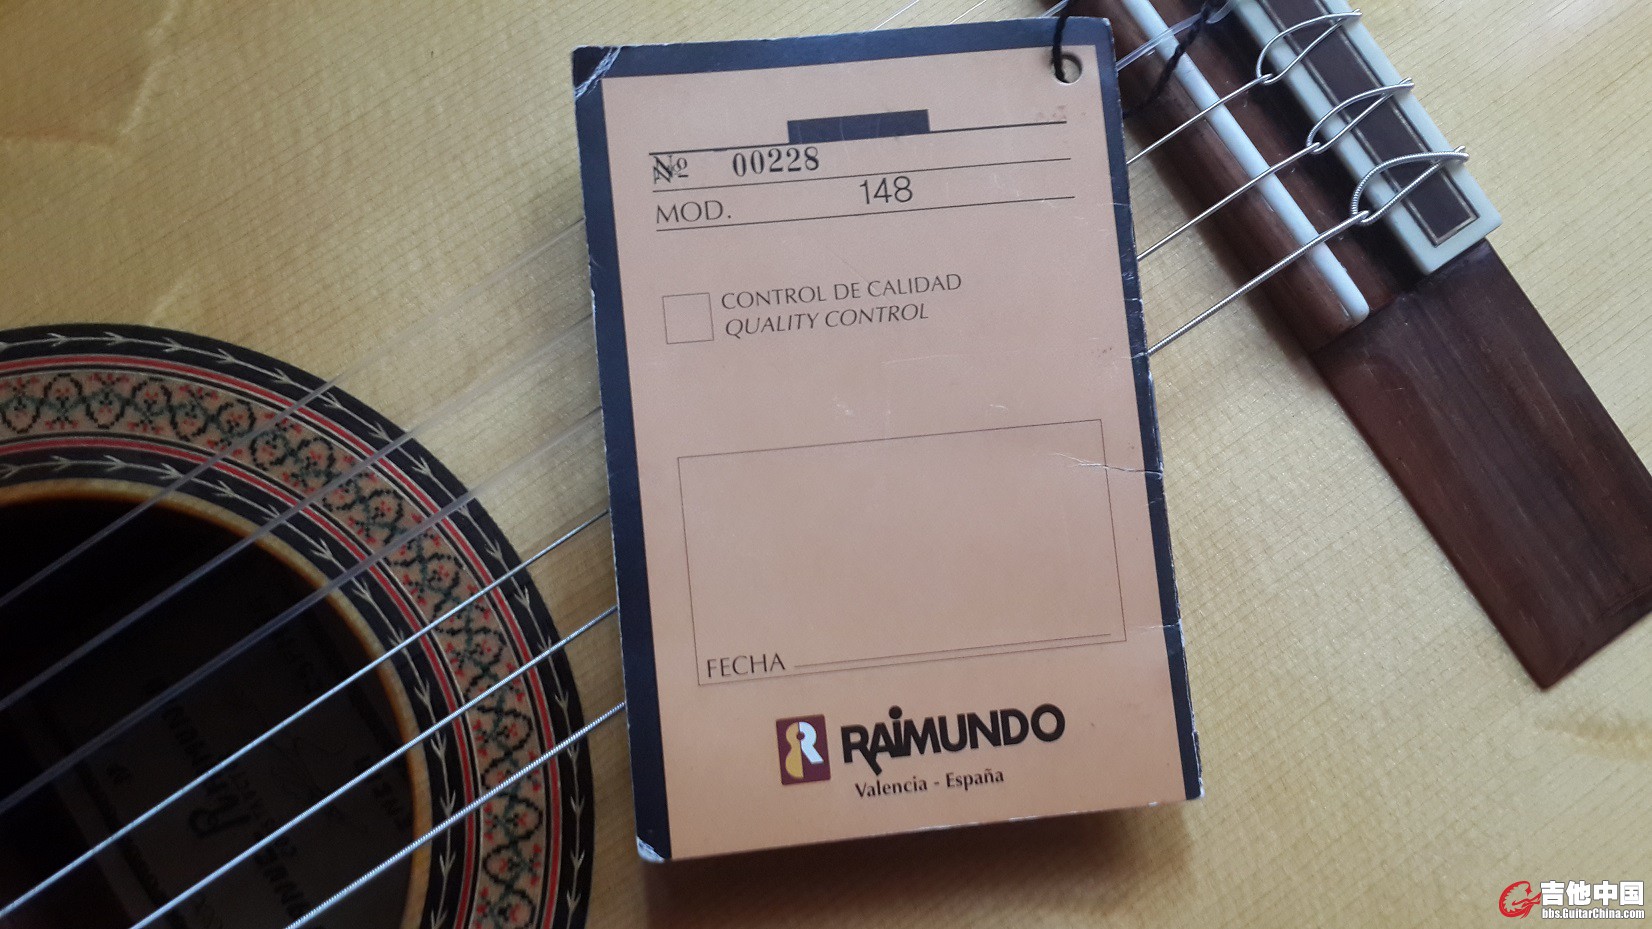 Nº 00228
MOD. 148
CONTROL DE CALIDAD
QUALITY CONTROL
FECHA
R RAiMUNDO
Valencia - España
吉他中国
bbs.GuitarChina.com